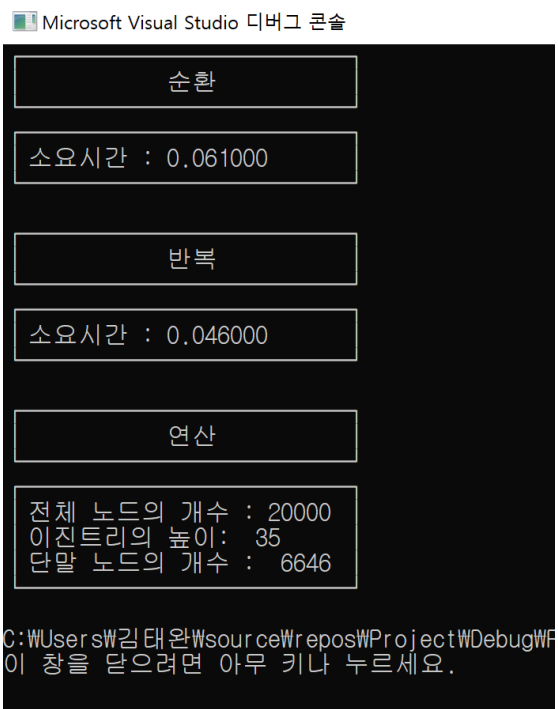 Microsoft Visual Studio 디버그 콘솔
순환
소요시간 : 0.061000
반복
소요시간 : 0.046000
연산
전체 노드의 개수 : 20000
이진트리의 높이: 35
단말 노드의 개수 : 6646
C:₩Users₩김태완₩source₩repos₩Project₩Debug₩P
이 창을 닫으려면 아무 키나 누르세요.